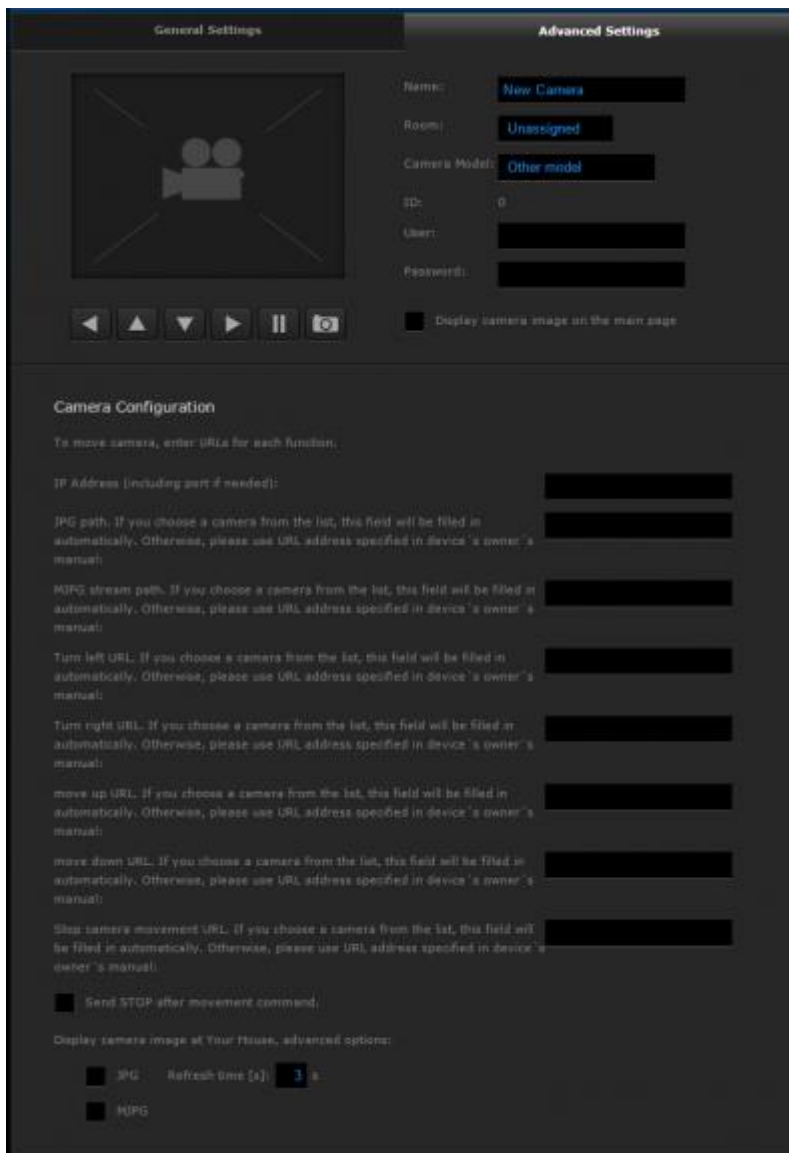 General Settings
Advanced Settings
Name:
New Camera
Room:
Unassigned
Camera Model:
Other model
ID:
0
User:
Password:
Display camera image on the main page
Camera Configuration
To move camera, enter URLs for each function.
IP Address (including port if needed):
JPG path. If you choose a camera from the list, this field will be filled in
automatically. Otherwise, please use URL address specified in device´s owner´s
manual:
MJPG stream path. If you choose a camera from the list, this field will be filled in
automatically. Otherwise, please use URL address specified in device´s owner´s
manual:
Turn left URL. If you choose a camera from the list, this field will be filled in
automatically. Otherwise, please use URL address specified in device´s owner´s
manual:
Turn right URL. If you choose a camera from the list, this field will be filled in
automatically. Otherwise, please use URL address specified in device´s owner´s
manual:
move up URL. If you choose a camera from the list, this field will be filled in
automatically. Otherwise, please use URL address specified in device´s owner´s
manual:
move down URL. If you choose a camera from the list, this field will be filled in
automatically. Otherwise, please use URL address specified in device´s owner´s
manual:
Stop camera movement URL. If you choose a camera from the list, this field will
be filled in automatically. Otherwise, please use URL address specified in device´s
owner´s manual:
Send STOP after movement command.
Display camera image at Your House, advanced options:
JPG Refresh time [s]: 3 s
MJPG